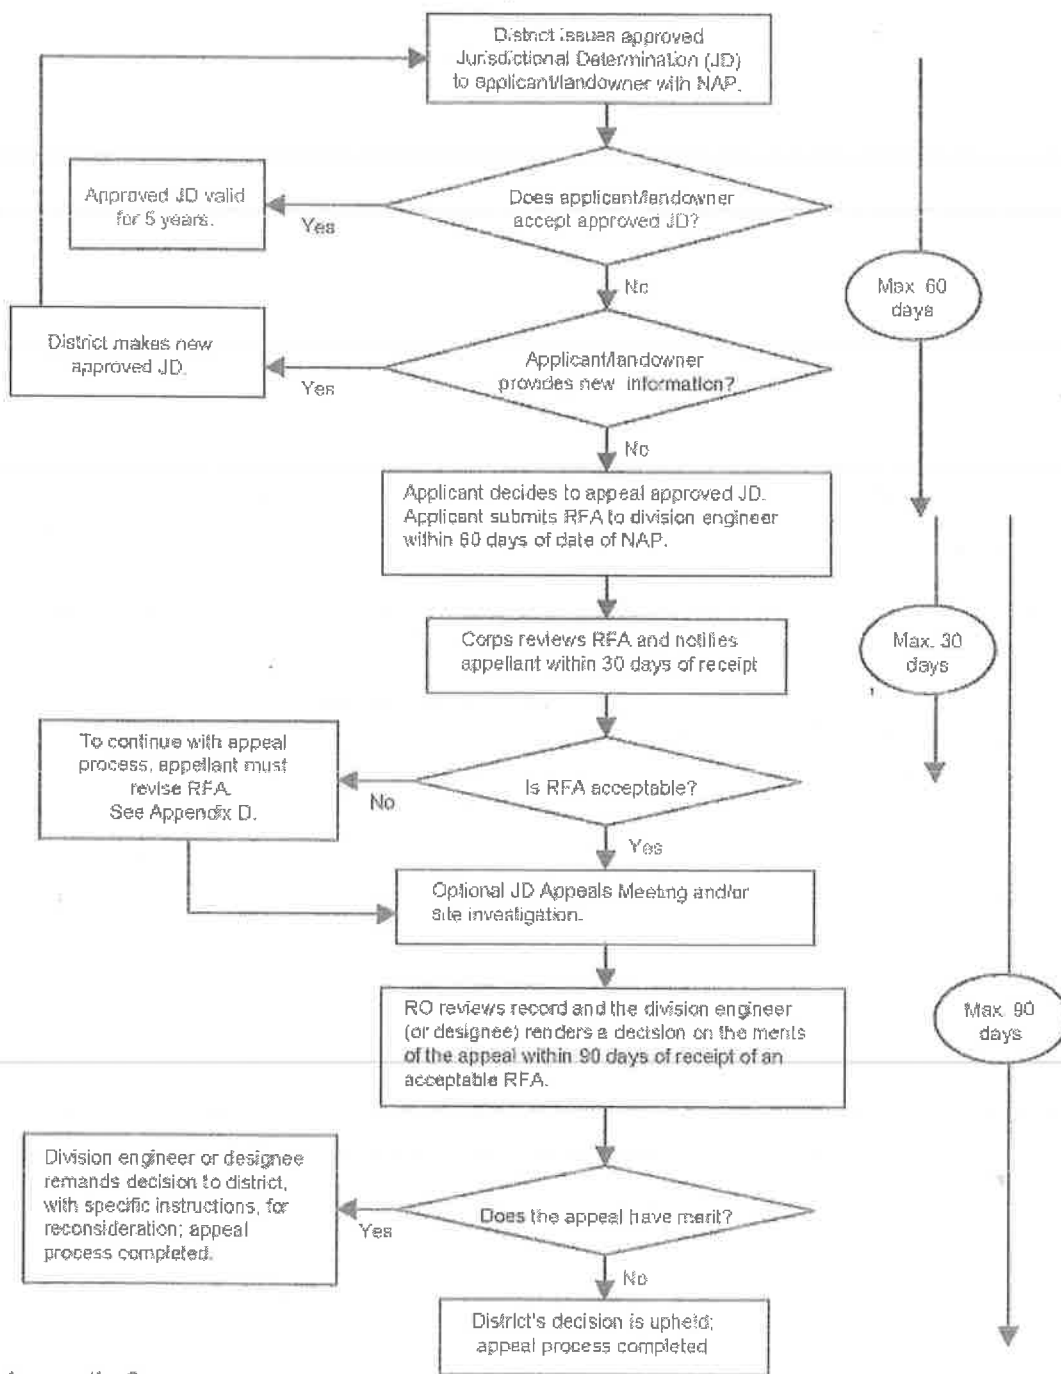 District issues approved
Jurisdictional Determination (JD)
to applicant/landowner with NAP.
Does applicant/landowner
accept approved JD?
Yes
Approved JD valid
for 5 years.
No
Max. 60
days
Applicant/landowner
provides new information?
Yes
District makes new
approved JD.
No
Applicant decides to appeal approved JD.
Applicant submits RFA to division engineer
within 60 days of date of NAP.
Corps reviews RFA and notifies
appellant within 30 days of receipt
Max. 30
days
Is RFA acceptable?
No
To continue with appeal
process, appellant must
revise RFA.
See Appendix D.
Yes
Optional JD Appeals Meeting and/or
site investigation.
RO reviews record and the division engineer
(or designee) renders a decision on the merits
of the appeal within 90 days of receipt of an
acceptable RFA.
Max. 90
days
Does the appeal have merit?
Yes
Division engineer or designee
remands decision to district,
with specific instructions, for
reconsideration; appeal
process completed.
No
District's decision is upheld;
appeal process completed